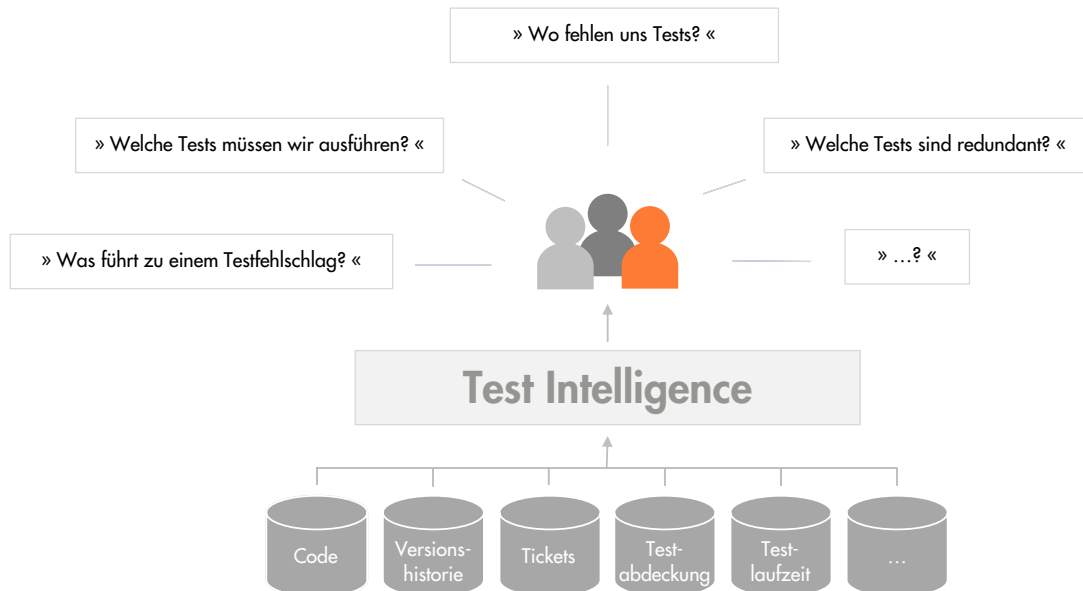 » Wo fehlen uns Tests? «
» Welche Tests müssen wir ausführen? «
» Welche Tests sind redundant? «
» Was führt zu einem Testfehlschlag? «
» …? «
Test Intelligence
Code
Versions-
historie
Tickets
Test-
abdeckung
Test-
laufzeit
…